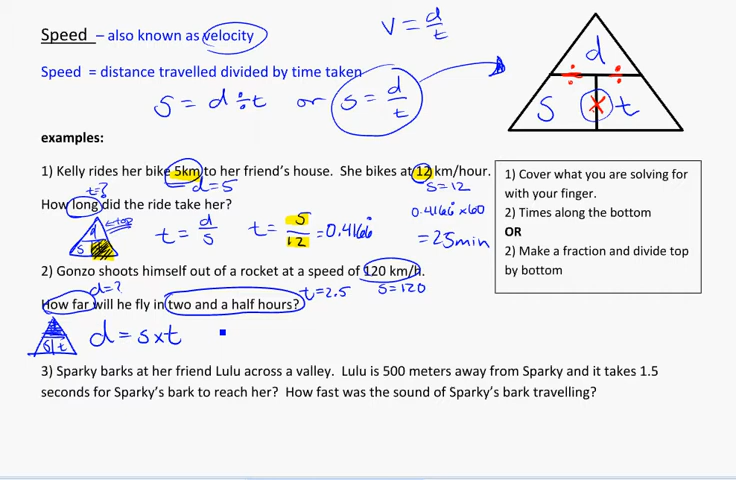 Speed – also known as velocity
V = d/t
Speed = distance travelled divided by time taken
s = d ÷ t or s = d/t
d
÷ ÷
s × t
examples:
1) Kelly rides her bike 5km to her friend's house. She bikes at 12 km/hour.
t=? d=5 s=12
How long did the ride take her?
0.4166 × 60
d ← top
s
t = d/s t = 5/12 = 0.4166
= 25min
2) Gonzo shoots himself out of a rocket at a speed of 120 km/h.
d=? t=2.5 s=120
How far will he fly in two and a half hours?
s t
d = s×t
3) Sparky barks at her friend Lulu across a valley. Lulu is 500 meters away from Sparky and it takes 1.5
seconds for Sparky's bark to reach her? How fast was the sound of Sparky's bark travelling?
1) Cover what you are solving for
with your finger.
2) Times along the bottom
OR
2) Make a fraction and divide top
by bottom